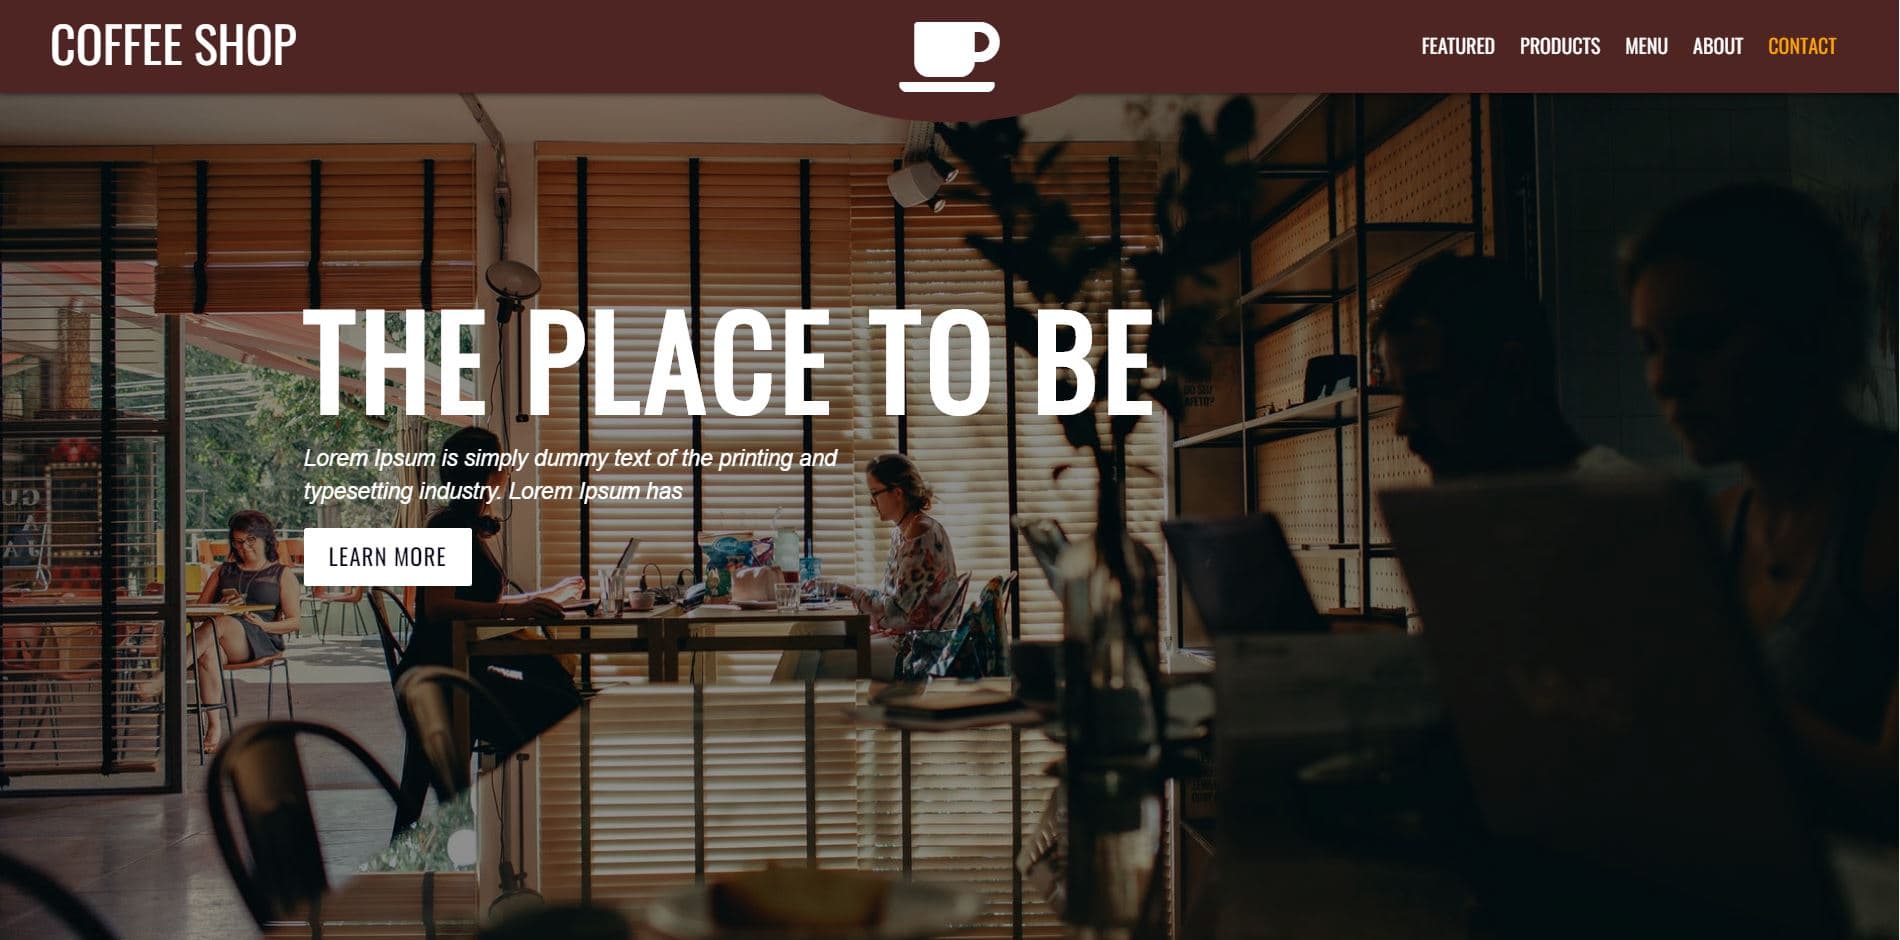 COFFEE SHOP
FEATURED PRODUCTS MENU ABOUT CONTACT
THE PLACE TO BE
Lorem Ipsum is simply dummy text of the printing and
typesetting industry. Lorem Ipsum has
LEARN MORE